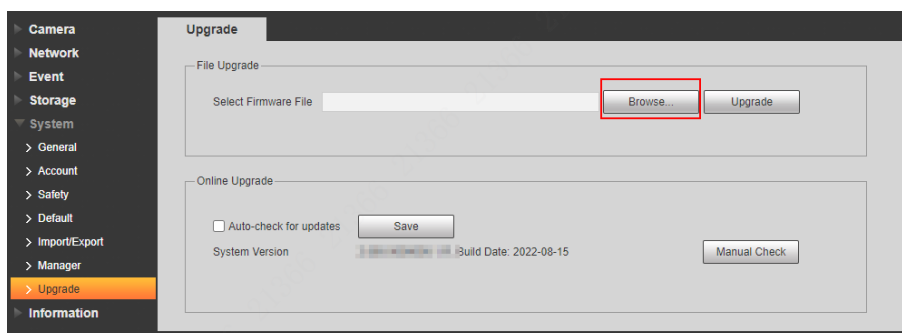 Camera
Network
Event
Storage
System
> General
> Account
> Safety
> Default
> Import/Export
> Manager
> Upgrade
Information
Upgrade
File Upgrade
Select Firmware File Browse... Upgrade
Online Upgrade
Auto-check for updates Save
System Version Build Date: 2022-08-15 Manual Check